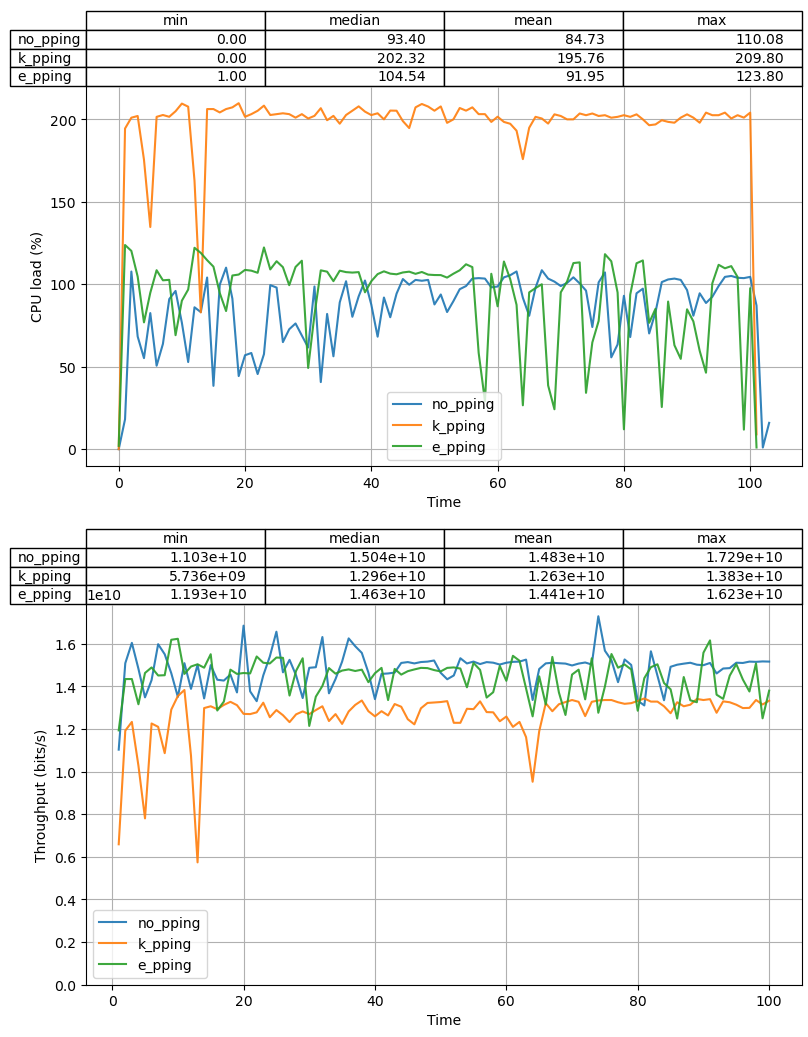 min median mean max
no_pping 0.00 93.40 84.73 110.08
k_pping 0.00 202.32 195.76 209.80
e_pping 1.00 104.54 91.95 123.80
200
150
100
50
0
CPU load (%)
no_pping
k_pping
e_pping
0 20 40 60 80 100
Time
min median mean max
no_pping 1.103e+10 1.504e+10 1.483e+10 1.729e+10
k_pping 5.736e+09 1.296e+10 1.263e+10 1.383e+10
e_pping 1.193e+10 1.463e+10 1.441e+10 1.623e+10
1e10
1.6
1.4
1.2
1.0
0.8
0.6
0.4
0.2
0.0
Throughput (bits/s)
no_pping
k_pping
e_pping
0 20 40 60 80 100
Time